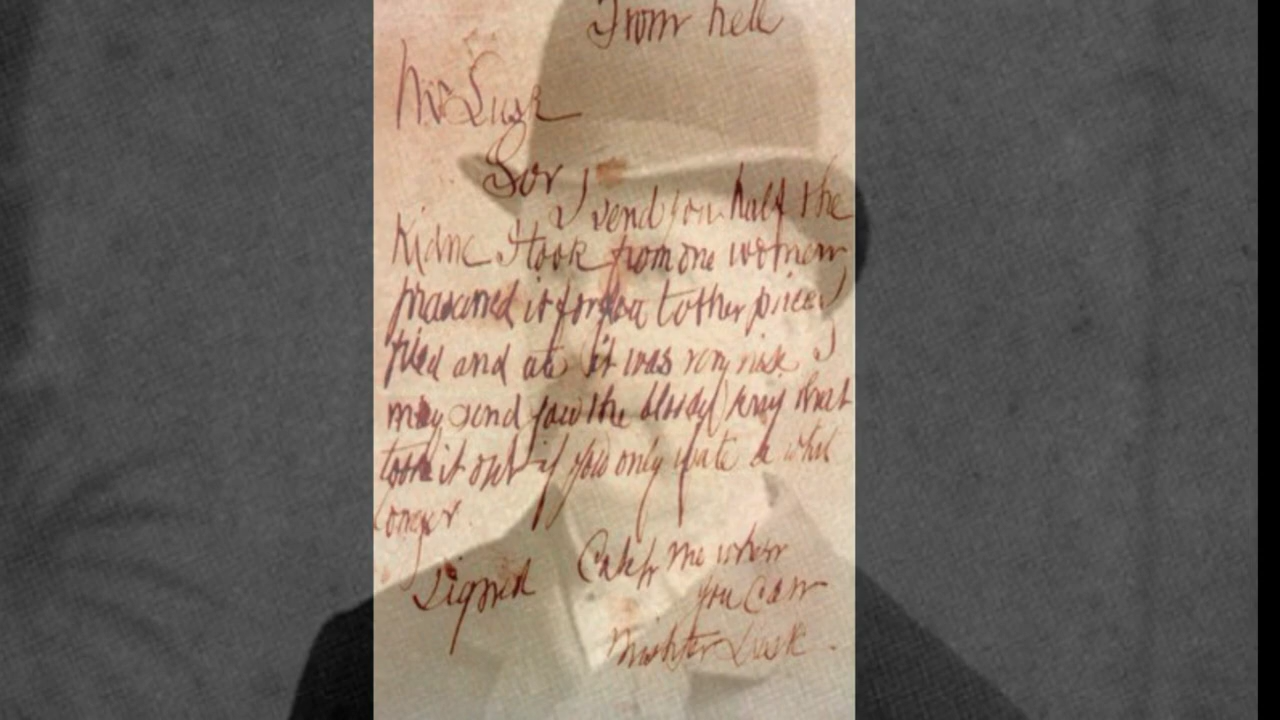 From hell
Mr Lusk
Sor
I send you half the
Kidne I took from one women
prasarved it for you tother piece I
fried and ate it was very nise I
may send you the bloody knif that
took it out if you only wate a whil
longer.
Signed Catch me when
you Can
Mishter Lusk.